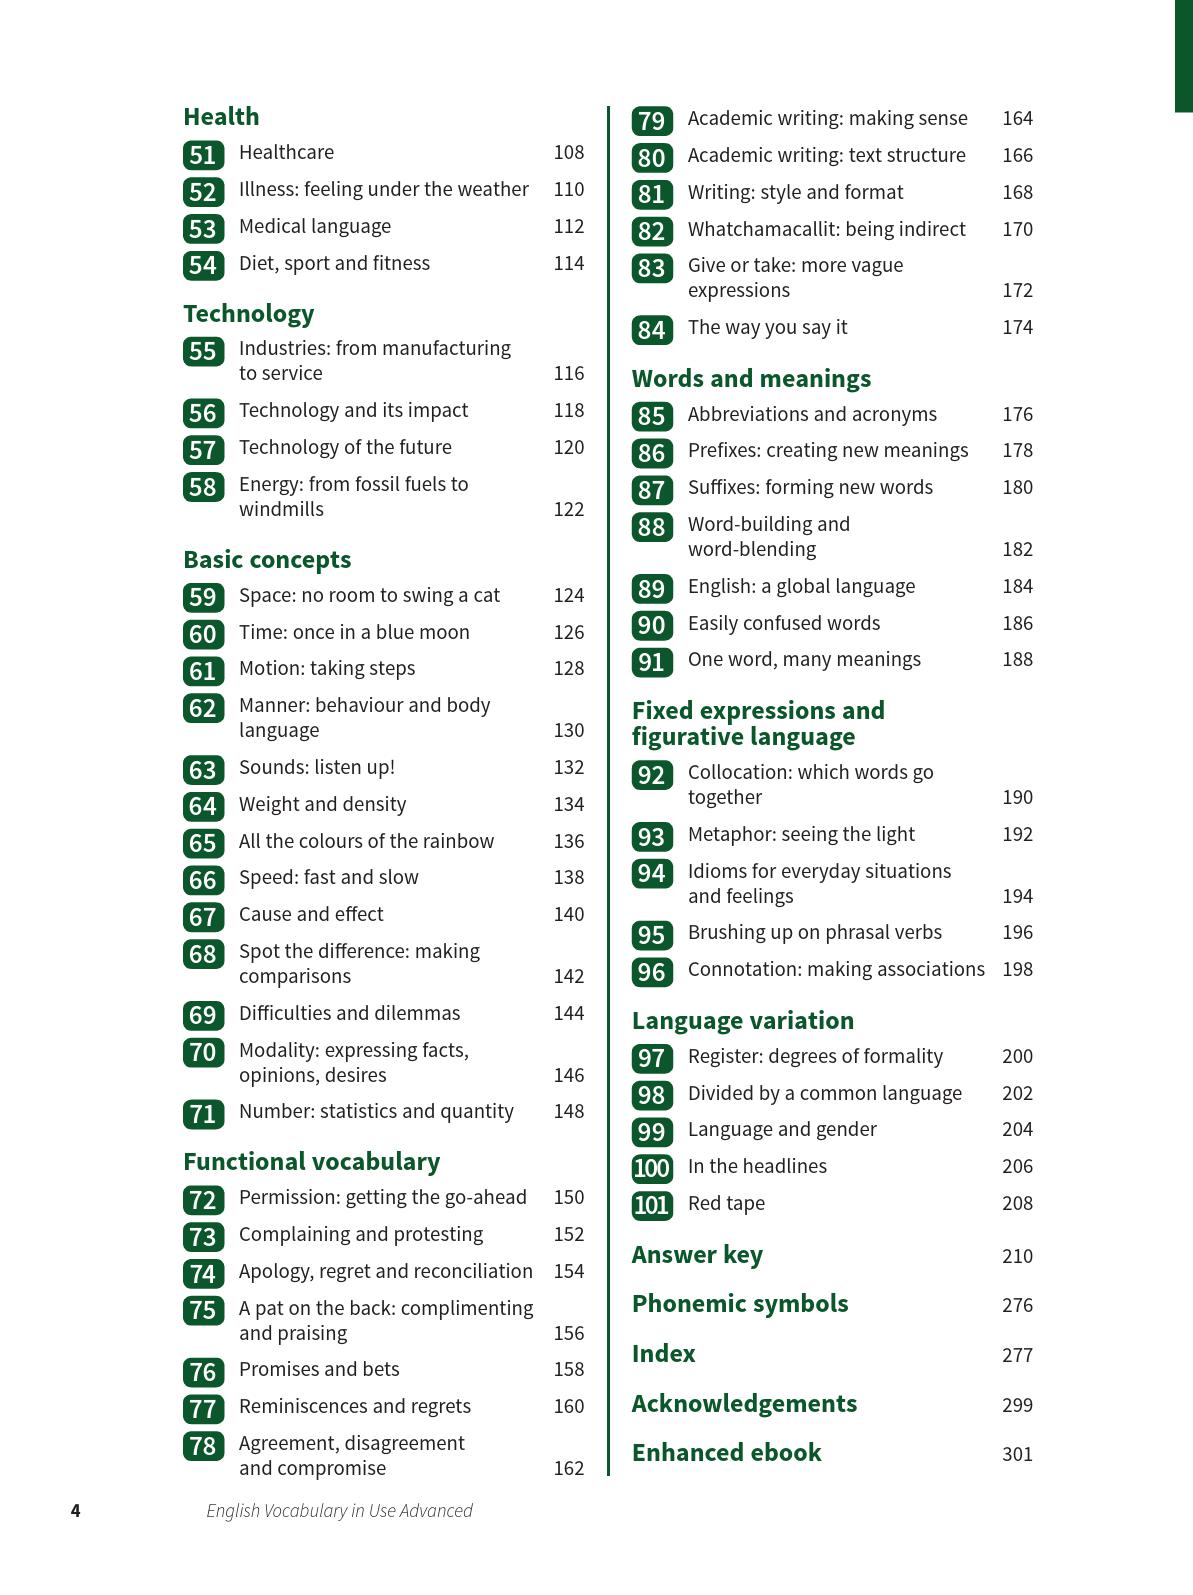 Health
51 Healthcare 108
52 Illness: feeling under the weather 110
53 Medical language 112
54 Diet, sport and fitness 114
Technology
55 Industries: from manufacturing
to service 116
56 Technology and its impact 118
57 Technology of the future 120
58 Energy: from fossil fuels to
windmills 122
Basic concepts
59 Space: no room to swing a cat 124
60 Time: once in a blue moon 126
61 Motion: taking steps 128
62 Manner: behaviour and body
language 130
63 Sounds: listen up! 132
64 Weight and density 134
65 All the colours of the rainbow 136
66 Speed: fast and slow 138
67 Cause and effect 140
68 Spot the difference: making
comparisons 142
69 Difficulties and dilemmas 144
70 Modality: expressing facts,
opinions, desires 146
71 Number: statistics and quantity 148
Functional vocabulary
72 Permission: getting the go-ahead 150
73 Complaining and protesting 152
74 Apology, regret and reconciliation 154
75 A pat on the back: complimenting
and praising 156
76 Promises and bets 158
77 Reminiscences and regrets 160
78 Agreement, disagreement
and compromise 162
79 Academic writing: making sense 164
80 Academic writing: text structure 166
81 Writing: style and format 168
82 Whatchamacallit: being indirect 170
83 Give or take: more vague
expressions 172
84 The way you say it 174
Words and meanings
85 Abbreviations and acronyms 176
86 Prefixes: creating new meanings 178
87 Suffixes: forming new words 180
88 Word-building and
word-blending 182
89 English: a global language 184
90 Easily confused words 186
91 One word, many meanings 188
Fixed expressions and
figurative language
92 Collocation: which words go
together 190
93 Metaphor: seeing the light 192
94 Idioms for everyday situations
and feelings 194
95 Brushing up on phrasal verbs 196
96 Connotation: making associations 198
Language variation
97 Register: degrees of formality 200
98 Divided by a common language 202
99 Language and gender 204
100 In the headlines 206
101 Red tape 208
Answer key 210
Phonemic symbols 276
Index 277
Acknowledgements 299
Enhanced ebook 301
4 English Vocabulary in Use Advanced